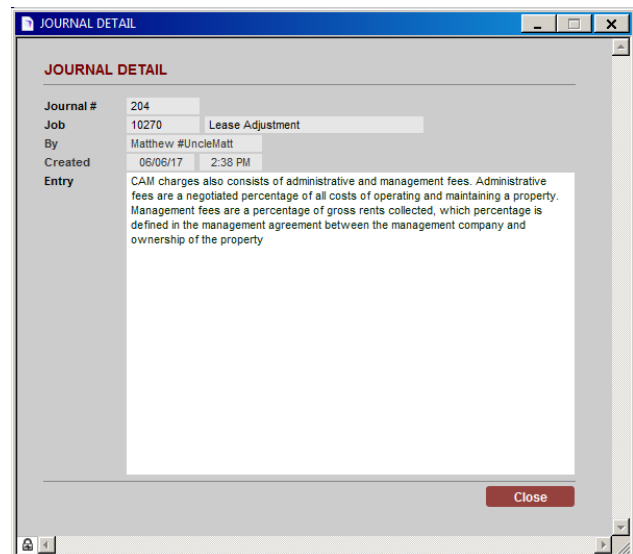 JOURNAL DETAIL
JOURNAL DETAIL
Journal # 204
Job 10270 Lease Adjustment
By Matthew #UncleMatt
Created 06/06/17 2:38 PM
Entry CAM charges also consists of administrative and management fees. Administrative
fees are a negotiated percentage of all costs of operating and maintaining a property.
Management fees are a percentage of gross rents collected, which percentage is
defined in the management agreement between the management company and
ownership of the property
Close